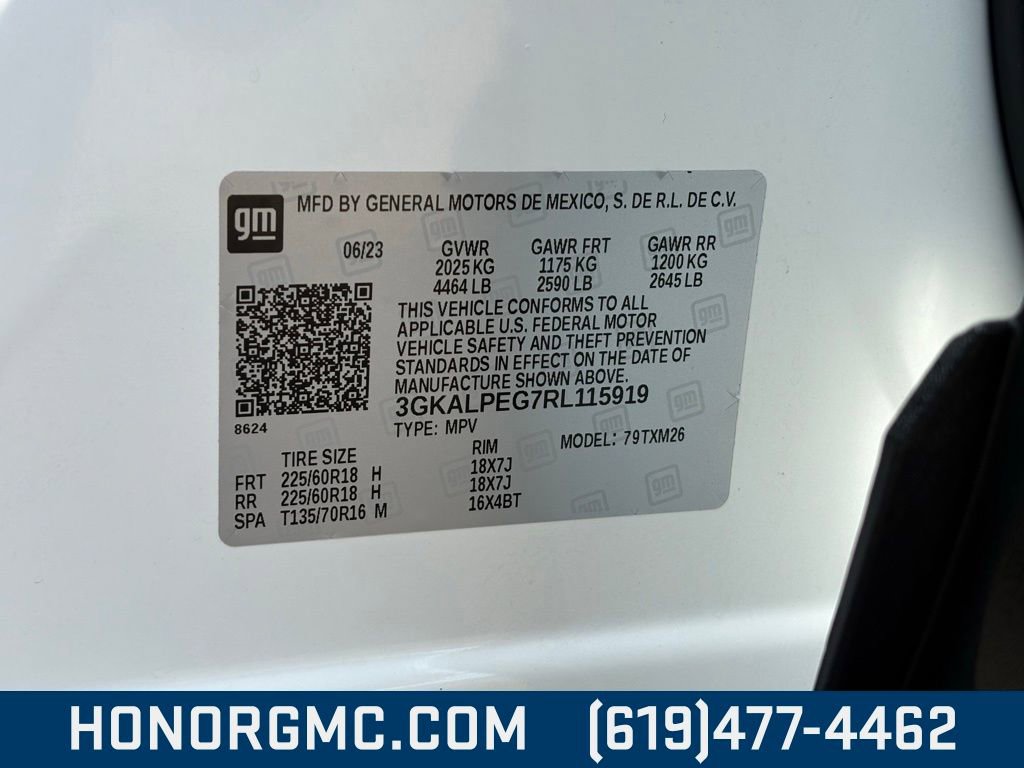 gm MFD BY GENERAL MOTORS DE MEXICO, S. DE R.L. DE C.V.
06/23 GVWR GAWR FRT GAWR RR
2025 KG 1175 KG 1200 KG
4464 LB 2590 LB 2645 LB
THIS VEHICLE CONFORMS TO ALL
APPLICABLE U.S. FEDERAL MOTOR
VEHICLE SAFETY AND THEFT PREVENTION
STANDARDS IN EFFECT ON THE DATE OF
MANUFACTURE SHOWN ABOVE.
3GKALPEG7RL115919
8624
TYPE: MPV MODEL: 79TXM26
TIRE SIZE RIM
FRT 225/60R18 H 18X7J
RR 225/60R18 H 18X7J
SPA T135/70R16 M 16X4BT
HONORGMC.COM (619)477-4462